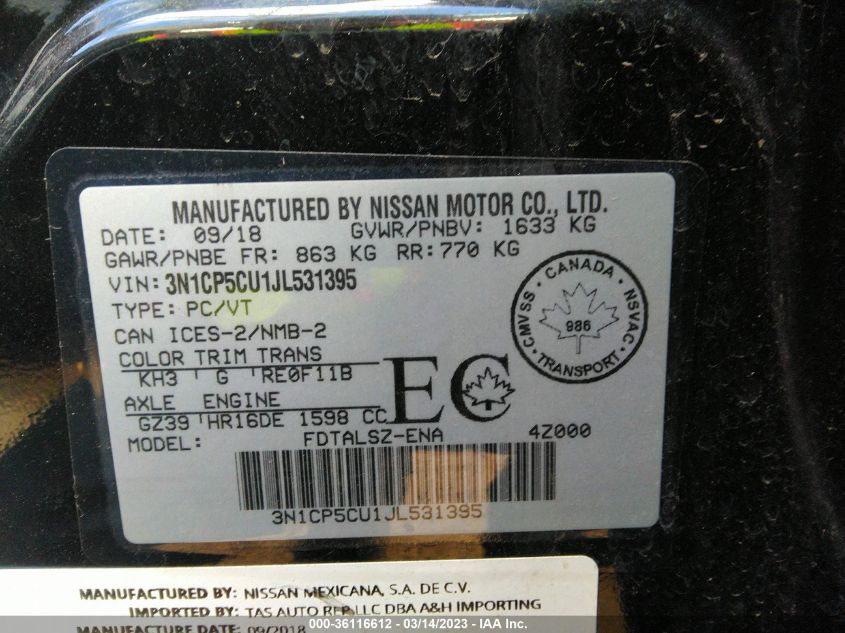 MANUFACTURED BY NISSAN MOTOR CO., LTD.
DATE: 09/18 GVWR/PNBV: 1633 KG
GAWR/PNBE FR: 863 KG RR: 770 KG
VIN: 3N1CP5CU1JL531395
TYPE: PC/VT
CAN ICES-2/NMB-2
COLOR TRIM TRANS
KH3 G RE0F11B
AXLE ENGINE
GZ39 HR16DE 1598 CC
MODEL: FDTALSZ-ENA 4Z000
EC
CMVSS · CANADA · NSVAC
986
TRANSPORT
3N1CP5CU1JL531395
MANUFACTURED BY: NISSAN MEXICANA, S.A. DE C.V.
IMPORTED BY: TAS AUTO REP LLC DBA A&H IMPORTING
MANUFACTURE DATE: 09/2018
000-36116612 - 03/14/2023 - IAA Inc.